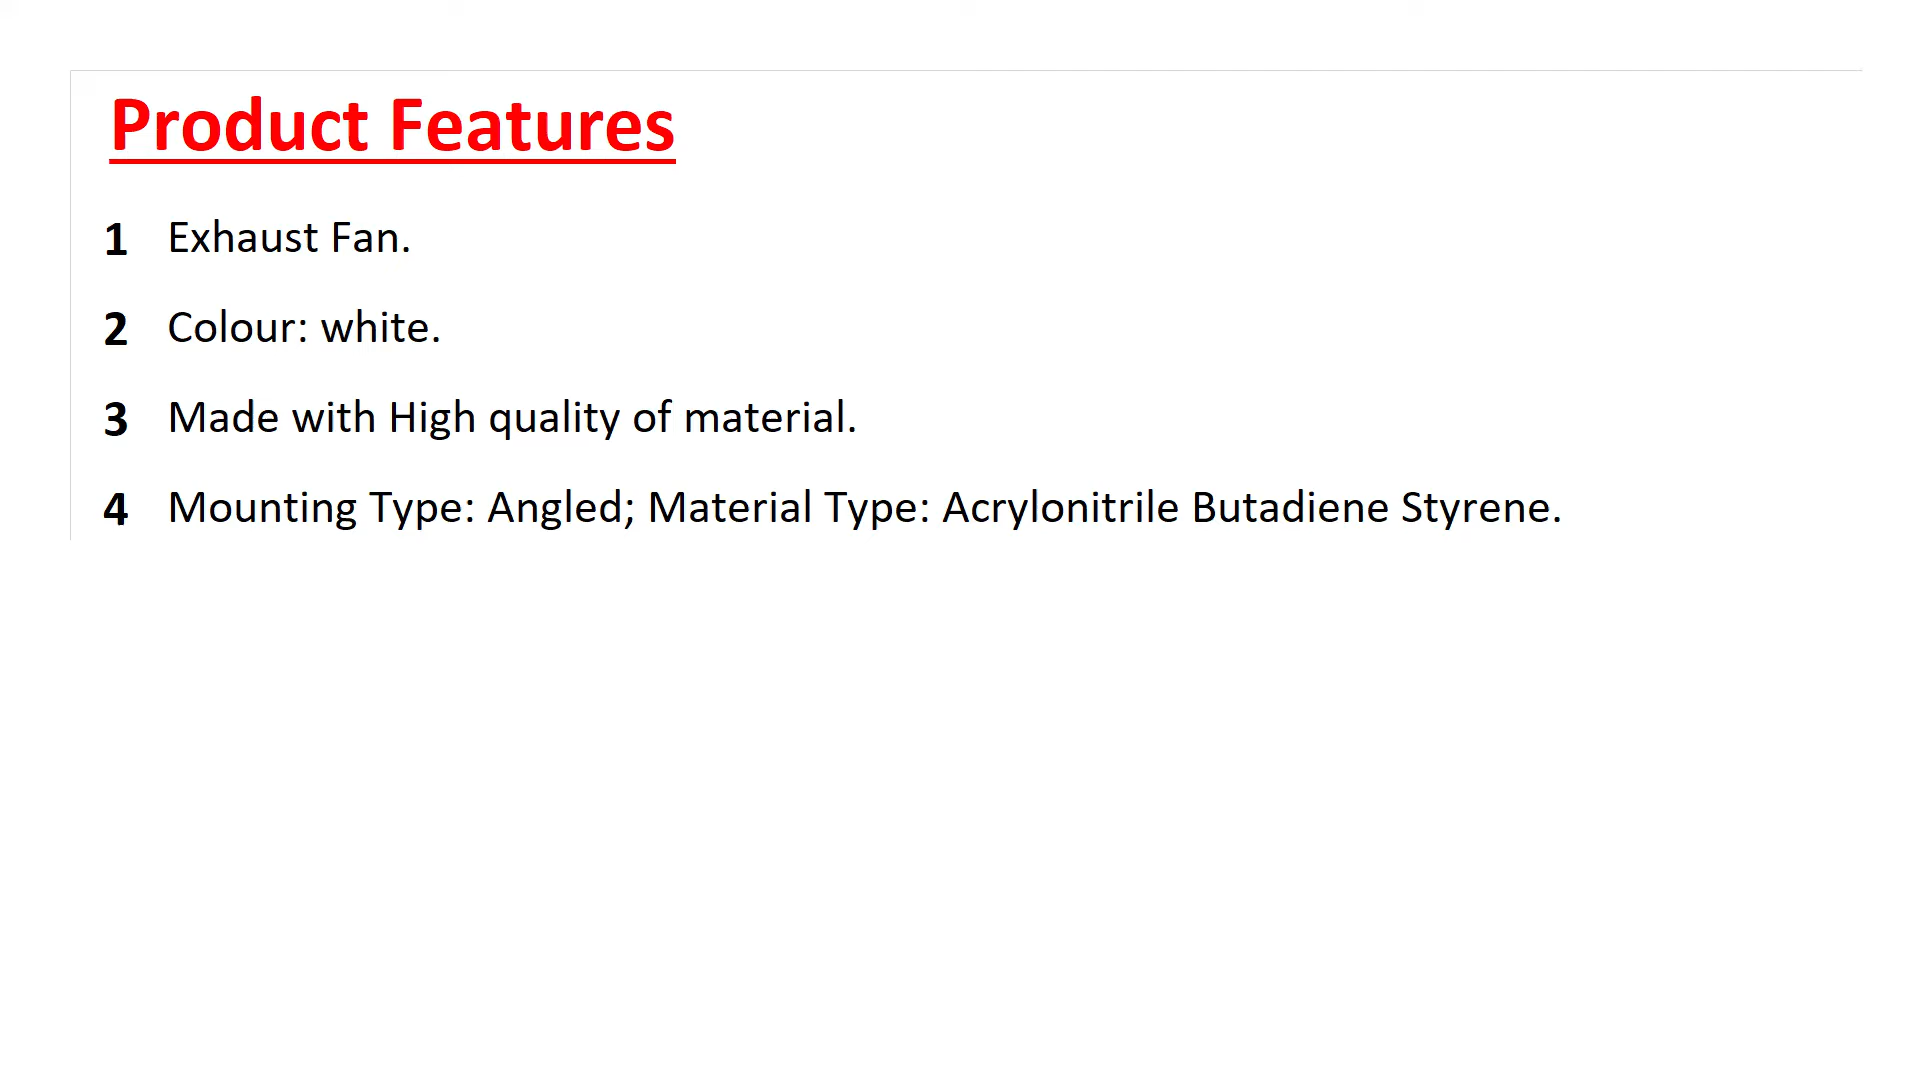 Product Features
1 Exhaust Fan.
2 Colour: white.
3 Made with High quality of material.
4 Mounting Type: Angled; Material Type: Acrylonitrile Butadiene Styrene.